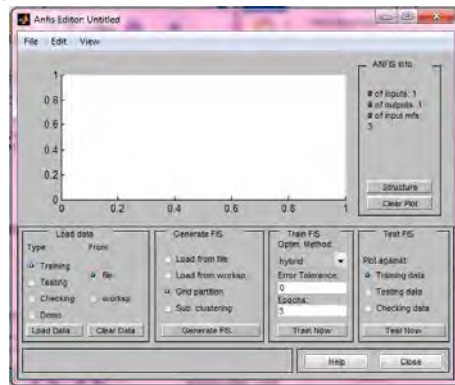 Anfis Editor: Untitled
File Edit View
ANFIS Info.
# of inputs: 1
# of outputs: 1
# of input mfs:
3
Structure
Clear Plot
1
0.8
0.6
0.4
0.2
0
0 0.2 0.4 0.6 0.8 1
Load data
Type From
Training
Testing
Checking
Demo
file
worksp.
Load Data Clear Data
Generate FIS
Load from file
Load from worksp.
Grid partition
Sub. clustering
Generate FIS
Train FIS
Optim. Method:
hybrid
Error Tolerance:
0
Epochs:
3
Train Now
Test FIS
Plot against:
Training data
Testing data
Checking data
Test Now
Help Close